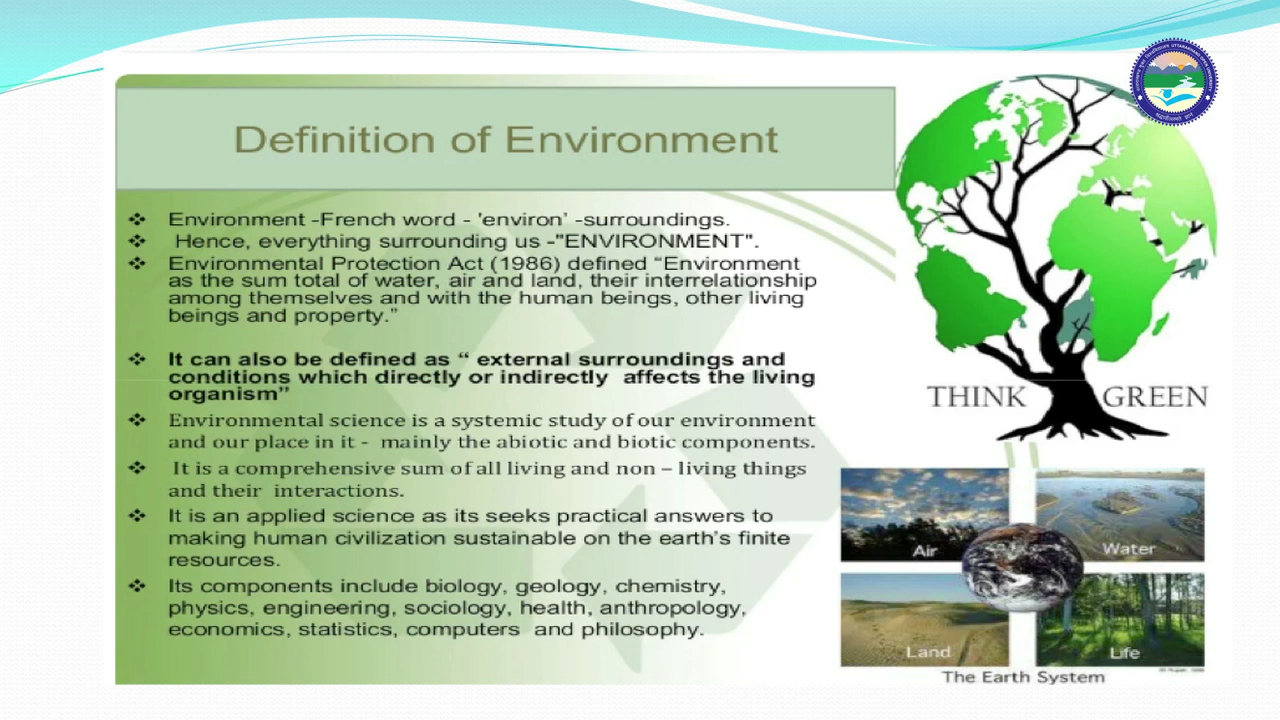 Definition of Environment
❖ Environment -French word - 'environ' -surroundings.
❖ Hence, everything surrounding us -"ENVIRONMENT".
❖ Environmental Protection Act (1986) defined “Environment
as the sum total of water, air and land, their interrelationship
among themselves and with the human beings, other living
beings and property.”
❖ It can also be defined as “ external surroundings and
conditions which directly or indirectly affects the living
organism”
❖ Environmental science is a systemic study of our environment
and our place in it - mainly the abiotic and biotic components.
❖ It is a comprehensive sum of all living and non – living things
and their interactions.
❖ It is an applied science as its seeks practical answers to
making human civilization sustainable on the earth’s finite
resources.
❖ Its components include biology, geology, chemistry,
physics, engineering, sociology, health, anthropology,
economics, statistics, computers and philosophy.
THINK GREEN
Air
Water
Land
Life
The Earth System